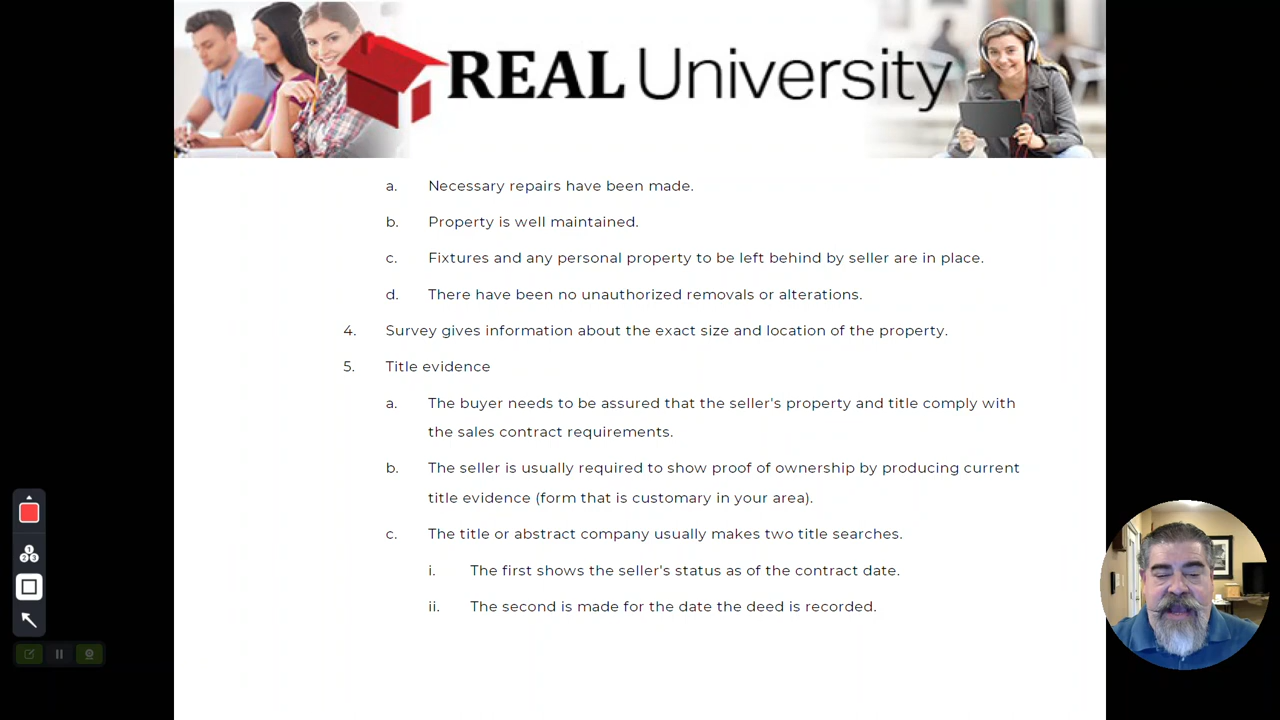 REAL University
a. Necessary repairs have been made.
b. Property is well maintained.
c. Fixtures and any personal property to be left behind by seller are in place.
d. There have been no unauthorized removals or alterations.
4. Survey gives information about the exact size and location of the property.
5. Title evidence
a. The buyer needs to be assured that the seller's property and title comply with
the sales contract requirements.
b. The seller is usually required to show proof of ownership by producing current
title evidence (form that is customary in your area).
c. The title or abstract company usually makes two title searches.
i. The first shows the seller's status as of the contract date.
ii. The second is made for the date the deed is recorded.